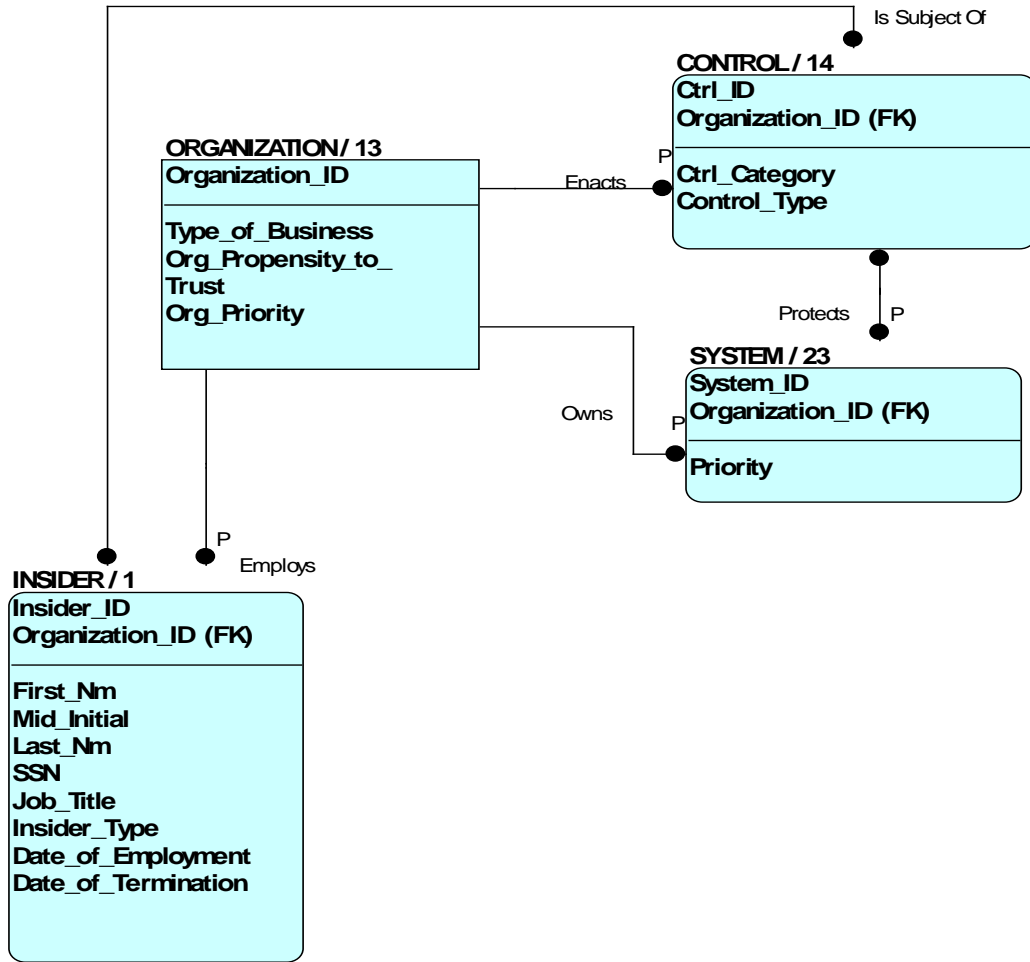 Is Subject Of
CONTROL / 14
Ctrl_ID
Organization_ID (FK)
Ctrl_Category
Control_Type
P
Enacts
ORGANIZATION / 13
Organization_ID
Type_of_Business
Org_Propensity_to_
Trust
Org_Priority
Protects
P
SYSTEM / 23
System_ID
Organization_ID (FK)
Priority
Owns
P
P
Employs
INSIDER / 1
Insider_ID
Organization_ID (FK)
First_Nm
Mid_Initial
Last_Nm
SSN
Job_Title
Insider_Type
Date_of_Employment
Date_of_Termination